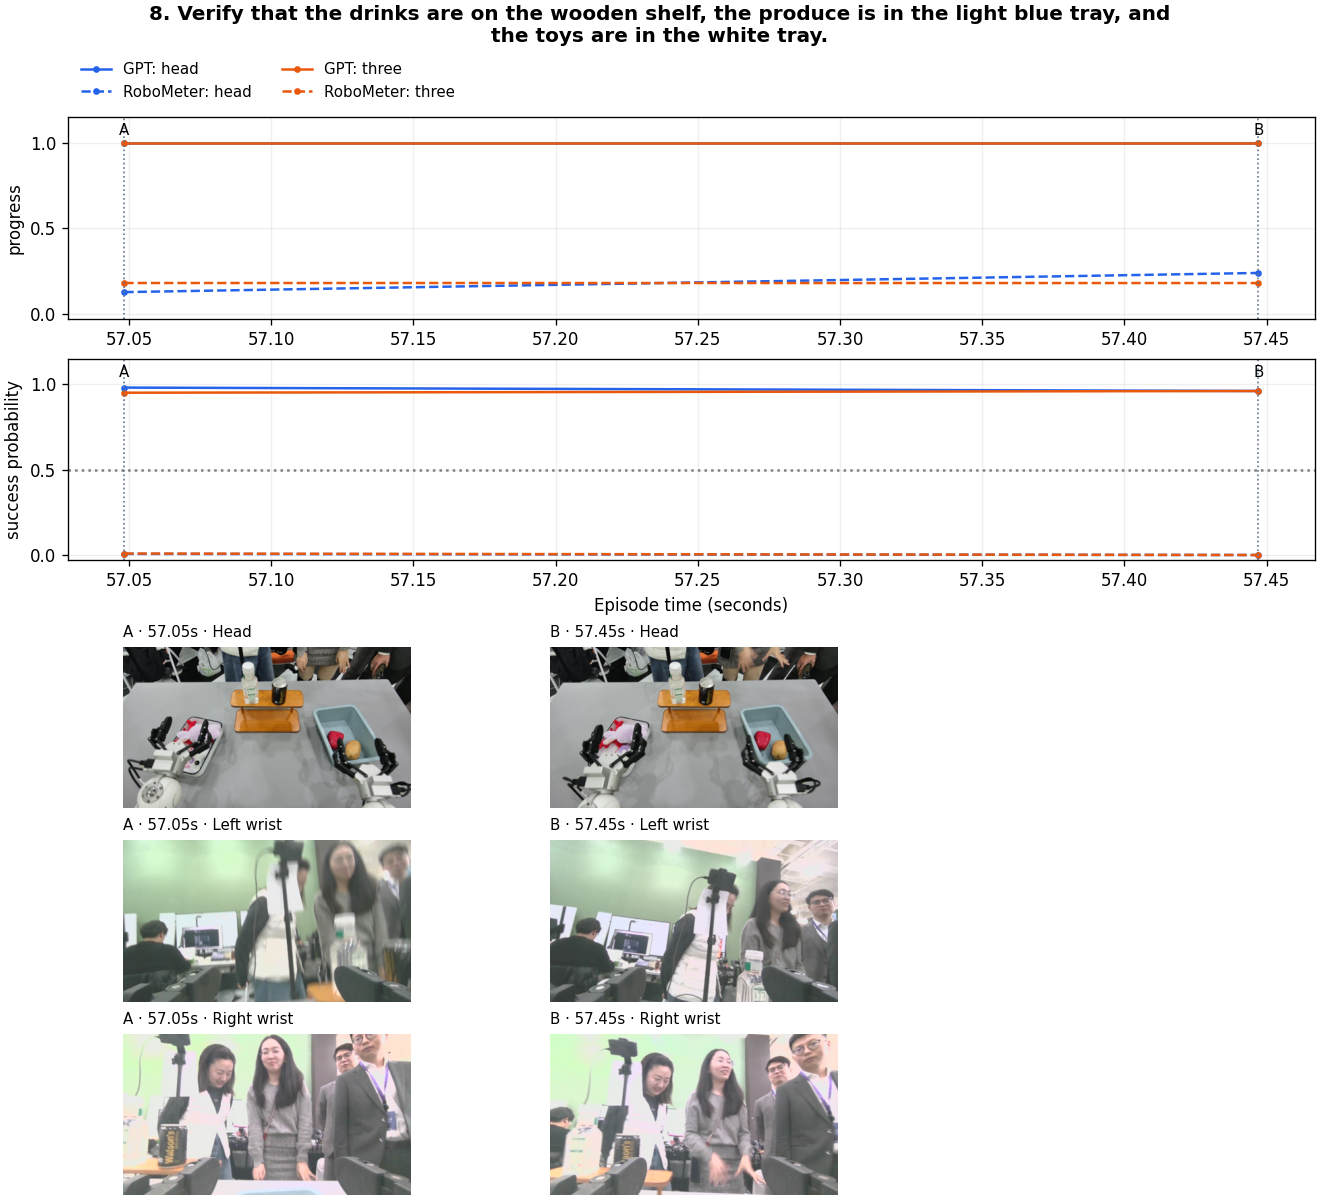 8. Verify that the drinks are on the wooden shelf, the produce is in the light blue tray, and
the toys are in the white tray.
GPT: head
GPT: three
RoboMeter: head
RoboMeter: three
A
B
1.0
0.5
0.0
progress
57.05
57.10
57.15
57.20
57.25
57.30
57.35
57.40
57.45
A
B
1.0
0.5
0.0
success probability
57.05
57.10
57.15
57.20
57.25
57.30
57.35
57.40
57.45
Episode time (seconds)
A · 57.05s · Head
B · 57.45s · Head
A · 57.05s · Left wrist
B · 57.45s · Left wrist
A · 57.05s · Right wrist
B · 57.45s · Right wrist
Watson's